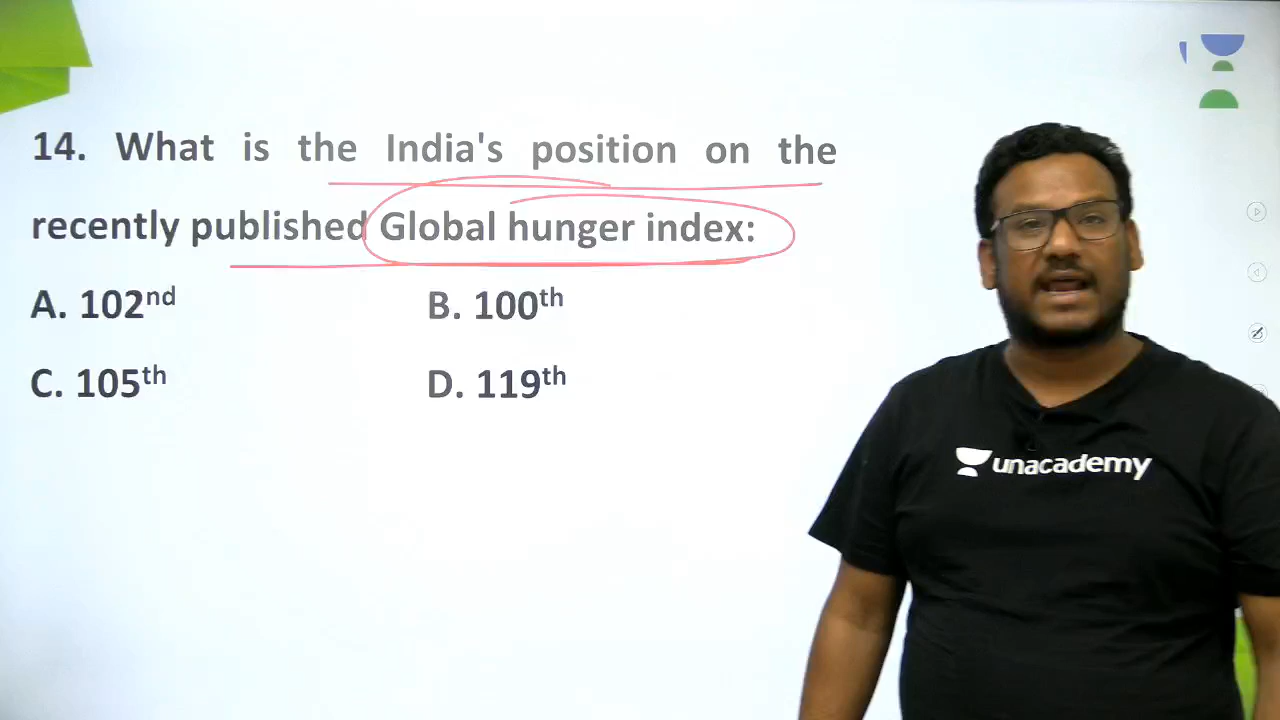 14. What is the India's position on the
recently published Global hunger index:
A. 102nd B. 100th
C. 105th D. 119th
unacademy